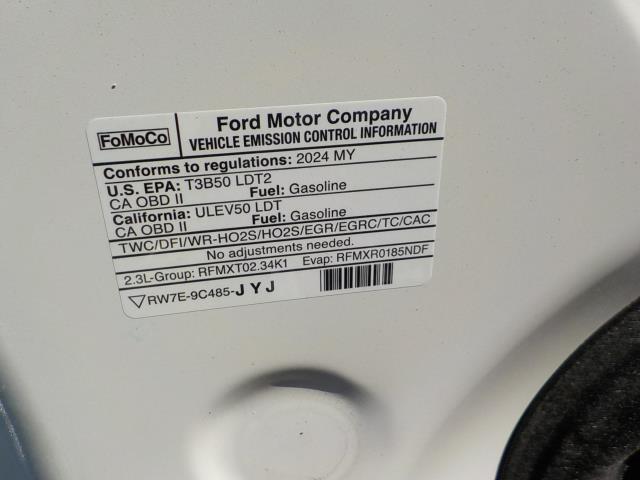 FoMoCo
Ford Motor Company
VEHICLE EMISSION CONTROL INFORMATION
Conforms to regulations: 2024 MY
U.S. EPA: T3B50 LDT2
CA OBD II Fuel: Gasoline
California: ULEV50 LDT
CA OBD II Fuel: Gasoline
TWC/DFI/WR-HO2S/HO2S/EGR/EGRC/TC/CAC
No adjustments needed.
2.3L-Group: RFMXT02.34K1 Evap: RFMXR0185NDF
RW7E-9C485-JYJ